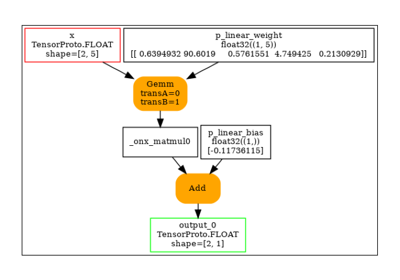 x
TensorProto.FLOAT
shape=[2, 5]
p_linear_weight
float32((1, 5))
[[ 0.6394932 90.6019 0.5761551 4.749425 0.2130929]]
Gemm
transA=0
transB=1
_onx_matmul0
p_linear_bias
float32((1,))
[-0.11736115]
Add
output_0
TensorProto.FLOAT
shape=[2, 1]